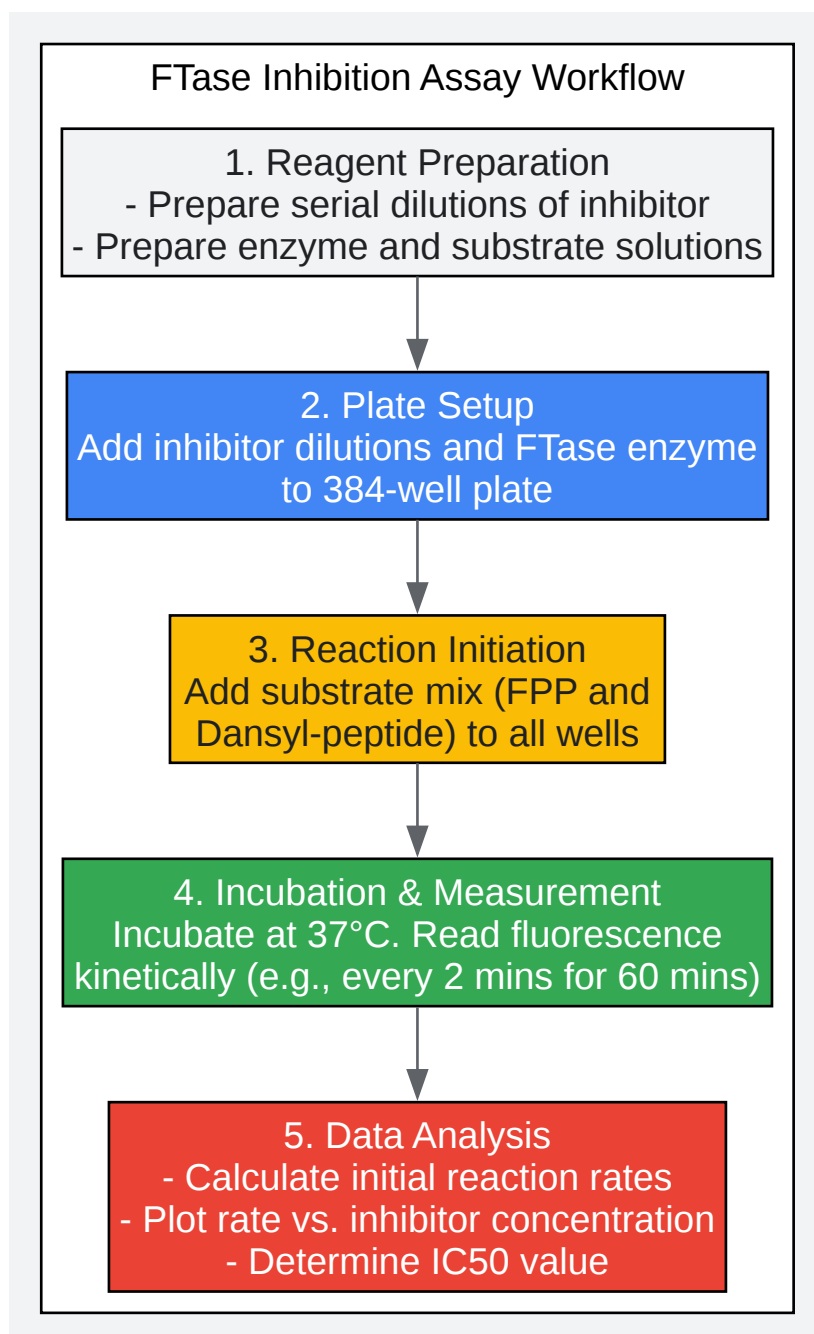 FTase Inhibition Assay Workflow
1. Reagent Preparation
- Prepare serial dilutions of inhibitor
- Prepare enzyme and substrate solutions
2. Plate Setup
Add inhibitor dilutions and FTase enzyme
to 384-well plate
3. Reaction Initiation
Add substrate mix (FPP and
Dansyl-peptide) to all wells
4. Incubation & Measurement
Incubate at 37°C. Read fluorescence
kinetically (e.g., every 2 mins for 60 mins)
5. Data Analysis
- Calculate initial reaction rates
- Plot rate vs. inhibitor concentration
- Determine IC50 value